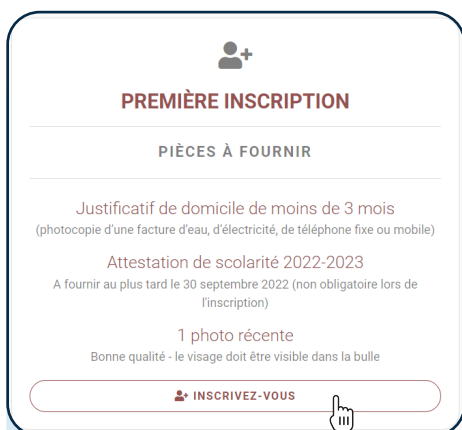 PREMIÈRE INSCRIPTION
PIÈCES À FOURNIR
Justificatif de domicile de moins de 3 mois
(photocopie d'une facture d'eau, d'électricité, de téléphone fixe ou mobile)
Attestation de scolarité 2022-2023
A fournir au plus tard le 30 septembre 2022 (non obligatoire lors de
l'inscription)
1 photo récente
Bonne qualité - le visage doit être visible dans la bulle
INSCRIVEZ-VOUS